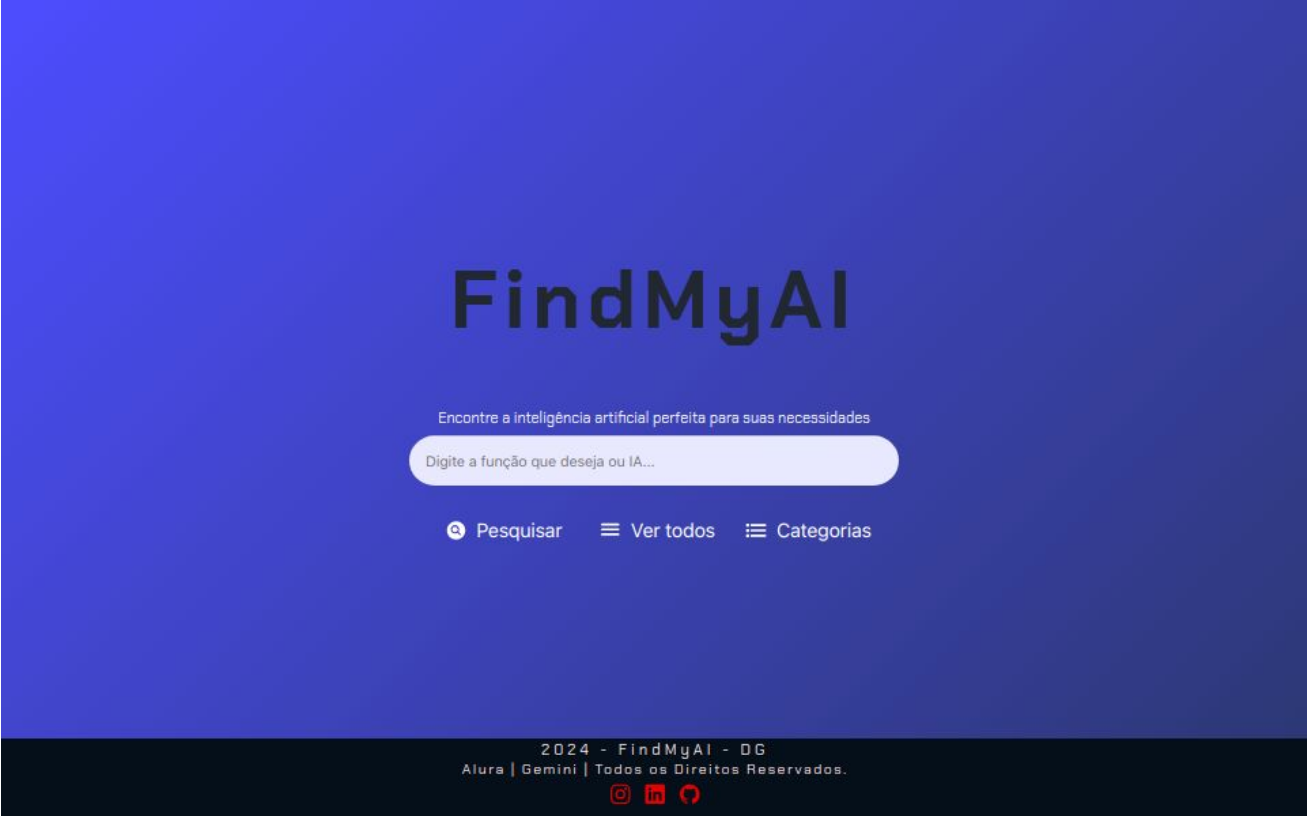 FindMyAI
Encontre a inteligência artificial perfeita para suas necessidades
Digite a função que deseja ou IA...
Pesquisar Ver todos Categorias
2024 - FindMyAI - DG
Alura | Gemini | Todos os Direitos Reservados.